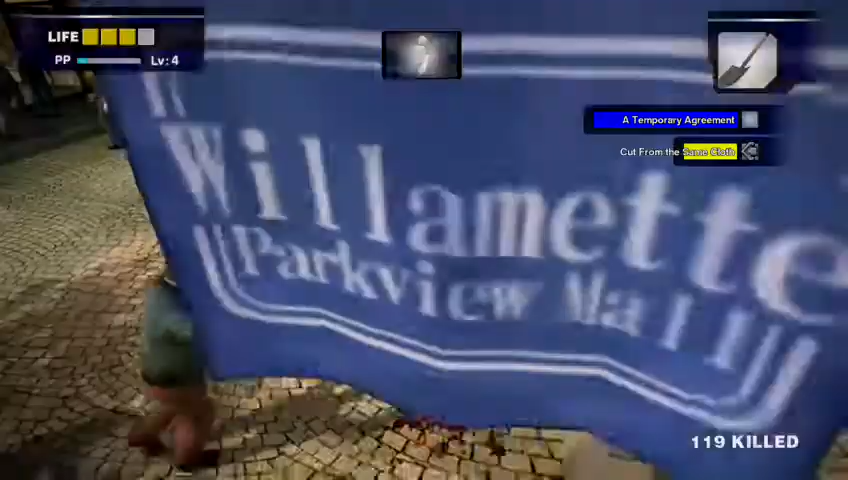 LIFE
PP Lv: 4
A Temporary Agreement
Cut From the Same Cloth
Willamette
Parkview Mall
119 KILLED